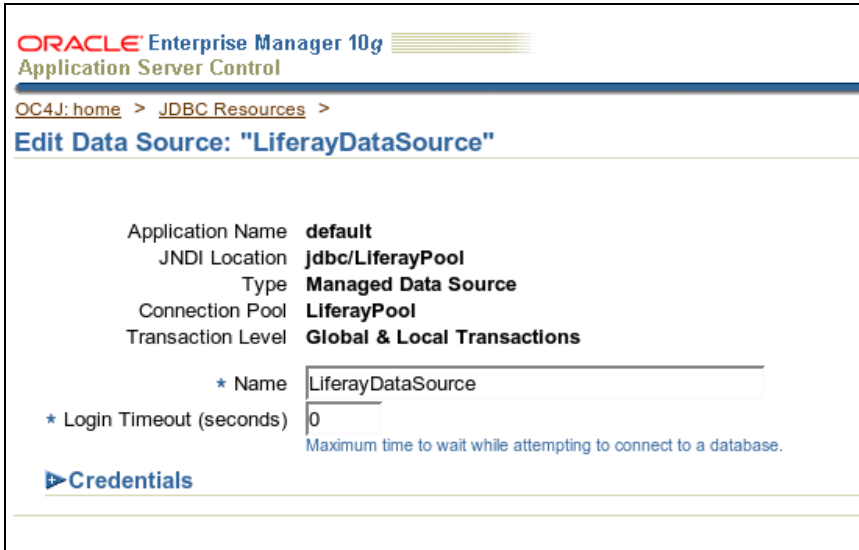 ORACLE Enterprise Manager 10g
Application Server Control
OC4J: home > JDBC Resources >
Edit Data Source: "LiferayDataSource"
Application Name default
JNDI Location jdbc/LiferayPool
Type Managed Data Source
Connection Pool LiferayPool
Transaction Level Global & Local Transactions
* Name LiferayDataSource
* Login Timeout (seconds) 0
Maximum time to wait while attempting to connect to a database.
Credentials